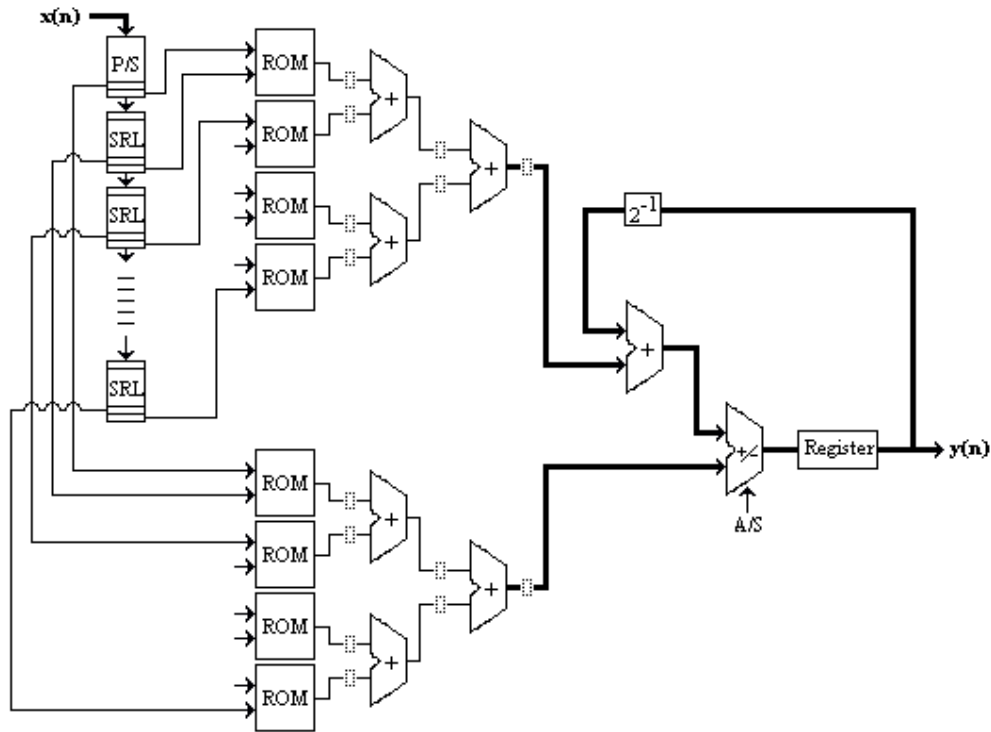 x(n)
P/S
SRL
SRL
SRL
ROM
ROM
ROM
ROM
+
+
+
2⁻¹
+
+/-
A/S
Register
y(n)
ROM
ROM
ROM
ROM
+
+
+